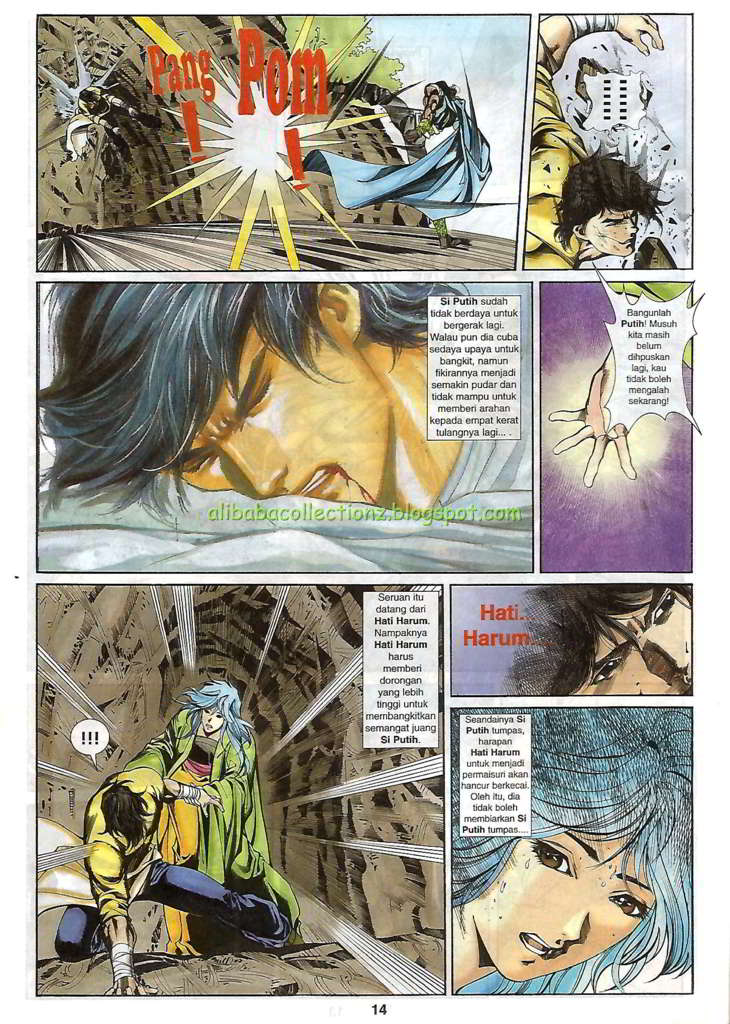 Pang
!
Pom
!
Si Putih sudah
tidak berdaya untuk
bergerak lagi.
Walau pun dia cuba
sedaya upaya untuk
bangkit, namun
fikirannya menjadi
semakin pudar dan
tidak mampu untuk
memberi arahan
kepada empat kerat
tulangnya lagi... .
Bangunlah
Putih! Musuh
kita masih
belum
dihpuskan
lagi, kau
tidak boleh
mengalah
sekarang!
alibabacollectionz.blogspot.com
Seruan itu
datang dari
Hati Harum.
Nampaknya
Hati Harum
harus
memberi
dorongan
yang lebih
tinggi untuk
membangkitkan
semangat juang
Si Putih.
!!!
Hati...
Harum...
Seandainya Si
Putih tumpas,
harapan
Hati Harum
untuk menjadi
permaisuri akan
hancur berkecai.
Oleh itu, dia
tidak boleh
membiarkan Si
Putih tumpas....
14